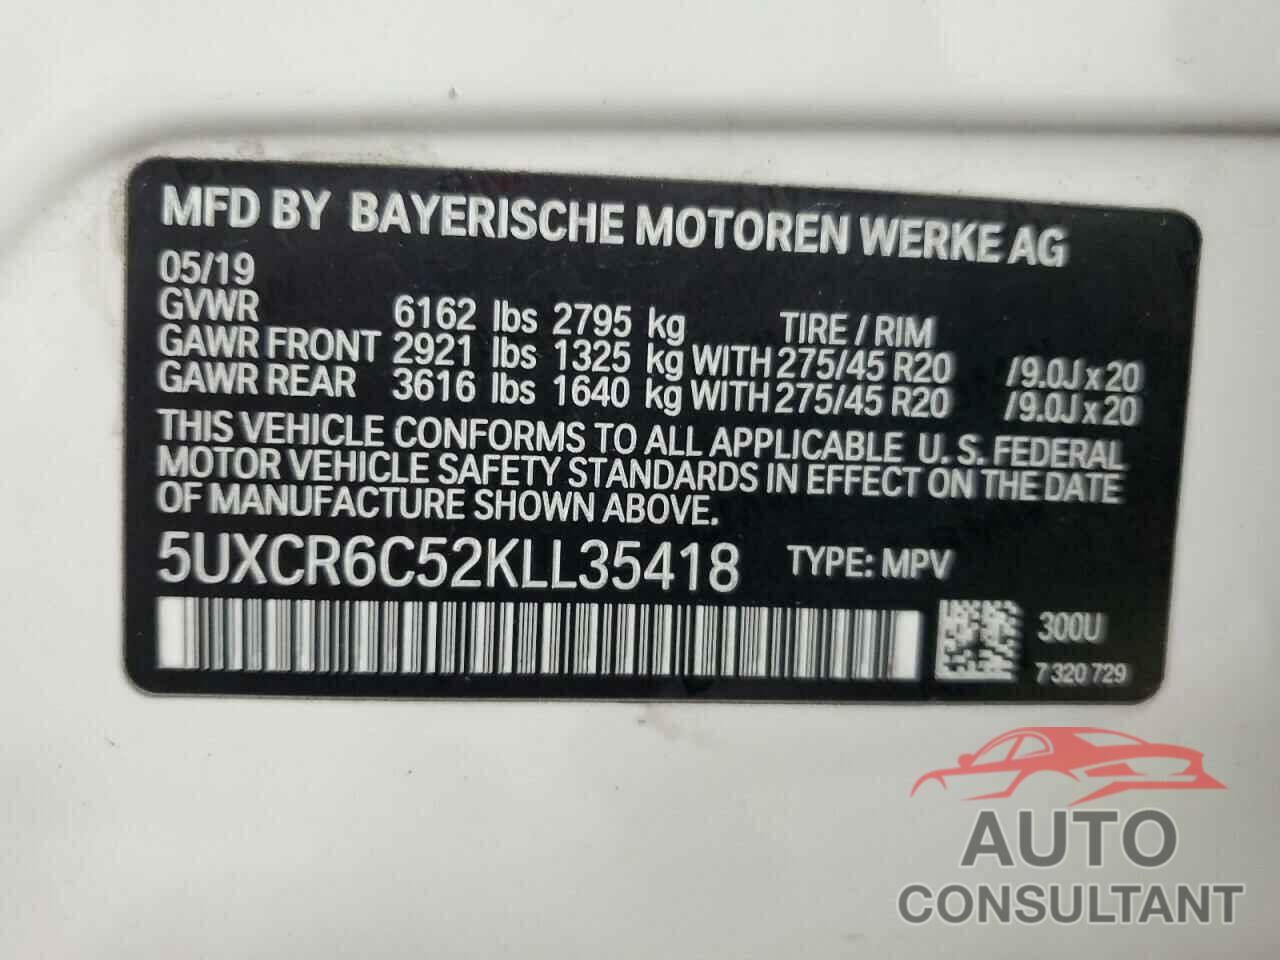 MFD BY BAYERISCHE MOTOREN WERKE AG
05/19
GVWR 6162 lbs 2795 kg TIRE / RIM
GAWR FRONT 2921 lbs 1325 kg WITH 275/45 R20 /9.0J x 20
GAWR REAR 3616 lbs 1640 kg WITH 275/45 R20 /9.0J x 20
THIS VEHICLE CONFORMS TO ALL APPLICABLE U. S. FEDERAL
MOTOR VEHICLE SAFETY STANDARDS IN EFFECT ON THE DATE
OF MANUFACTURE SHOWN ABOVE.
5UXCR6C52KLL35418 TYPE: MPV
300U
7 320 729
AUTO
CONSULTANT